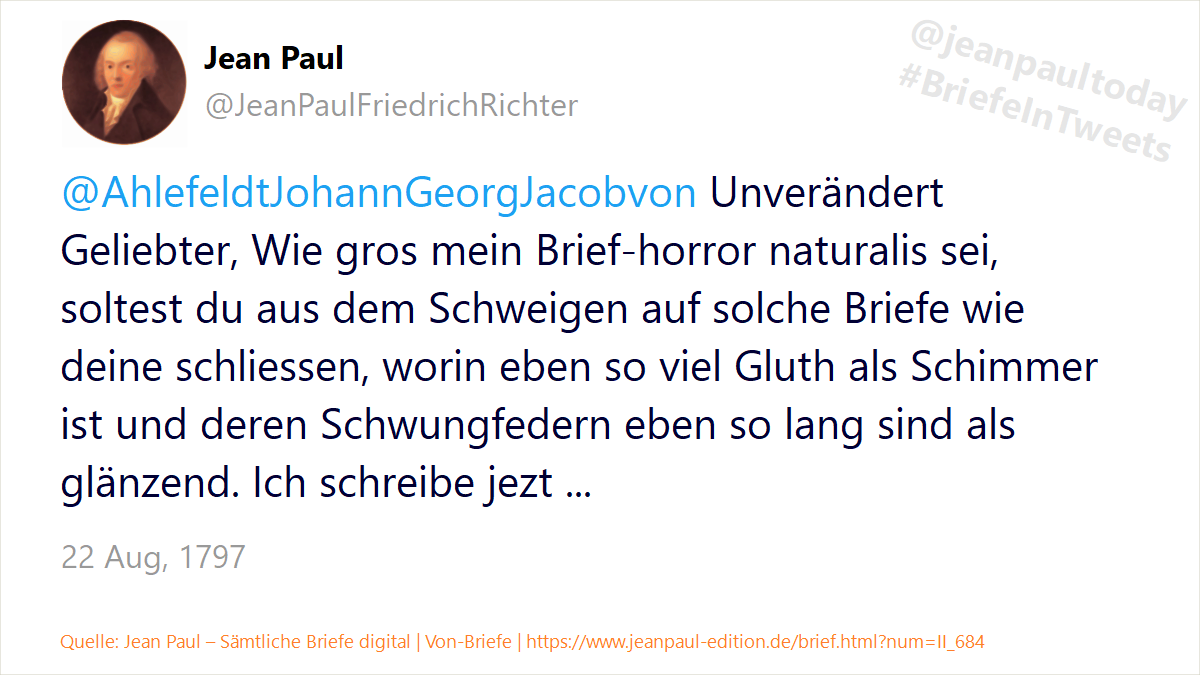 Jean Paul
@JeanPaulFriedrichRichter
@jeanpaultoday
#BriefeInTweets
@AhlefeldtJohannGeorgJacobvon Unverändert
Geliebter, Wie gros mein Brief-horror naturalis sei,
soltest du aus dem Schweigen auf solche Briefe wie
deine schliessen, worin eben so viel Gluth als Schimmer
ist und deren Schwungfedern eben so lang sind als
glänzend. Ich schreibe jezt ...
22 Aug, 1797
Quelle: Jean Paul – Sämtliche Briefe digital | Von-Briefe | https://www.jeanpaul-edition.de/brief.html?num=II_684